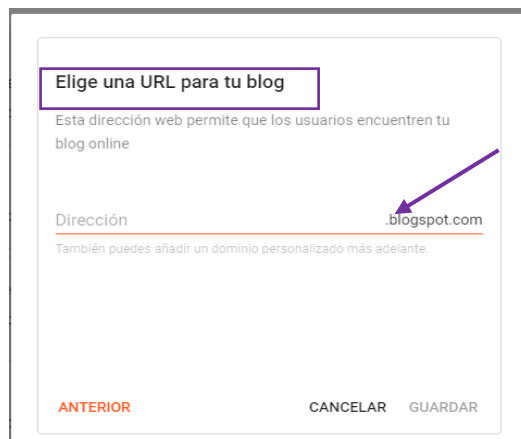 Elige una URL para tu blog
Esta dirección web permite que los usuarios encuentren tu
blog online
Dirección .blogspot.com
También puedes añadir un dominio personalizado más adelante.
ANTERIOR CANCELAR GUARDAR